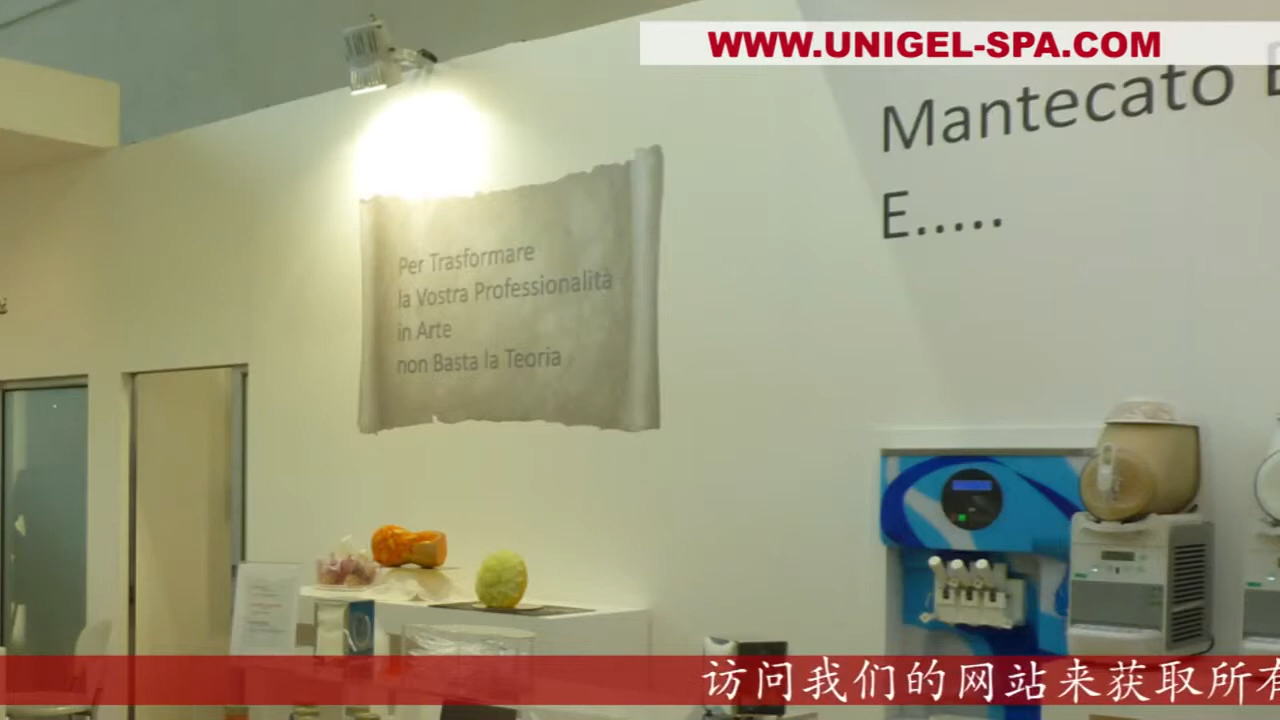 WWW.UNIGEL-SPA.COM
Mantecato
E.....
Per Trasformare
la Vostra Professionalità
in Arte
non Basta la Teoria
访问我们的网站来获取所有